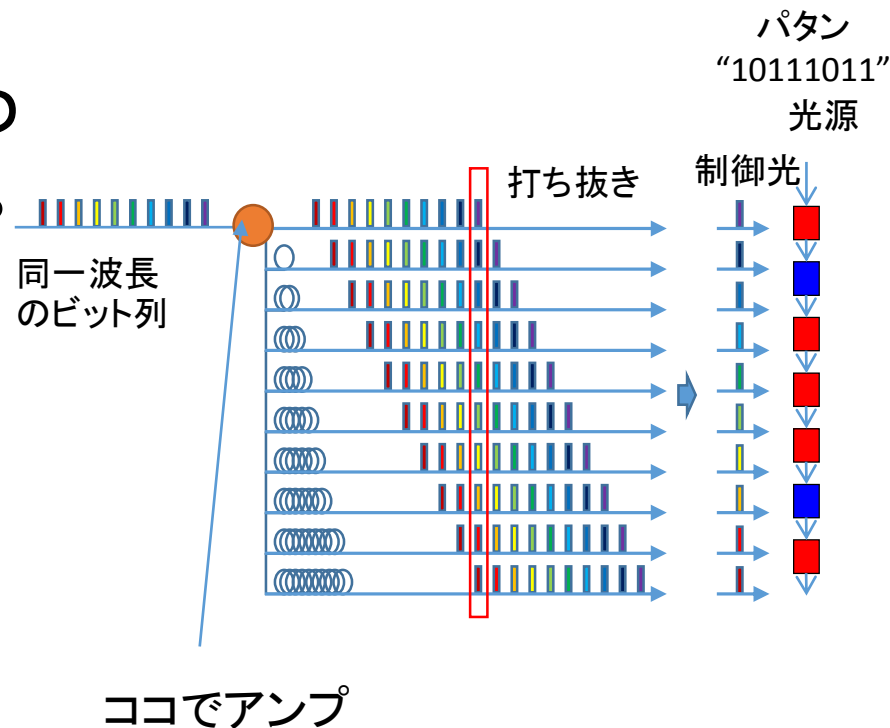 パタン
“10111011”
光源
の
打ち抜き
制御光
同一波長
のビット列
ココでアンプ